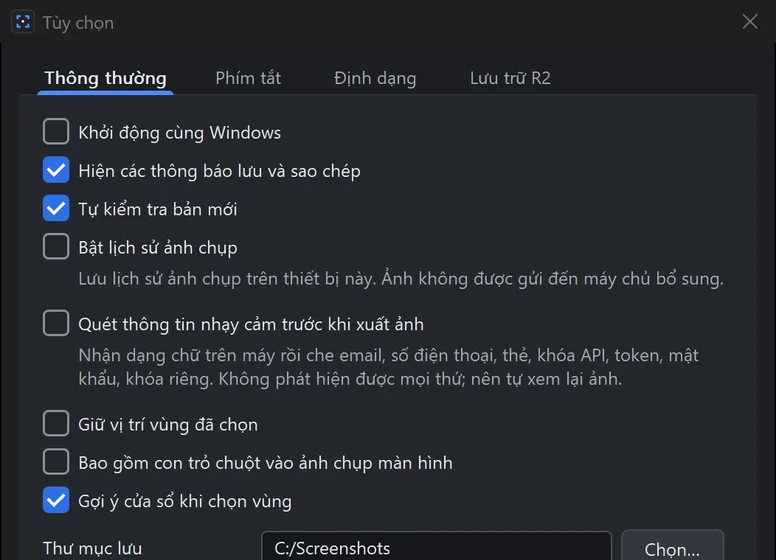 Tùy chọn
Thông thường
Phím tắt
Định dạng
Lưu trữ R2
Khởi động cùng Windows
Hiện các thông báo lưu và sao chép
Tự kiểm tra bản mới
Bật lịch sử ảnh chụp
Lưu lịch sử ảnh chụp trên thiết bị này. Ảnh không được gửi đến máy chủ bổ sung.
Quét thông tin nhạy cảm trước khi xuất ảnh
Nhận dạng chữ trên máy rồi che email, số điện thoại, thẻ, khóa API, token, mật
khẩu, khóa riêng. Không phát hiện được mọi thứ; nên tự xem lại ảnh.
Giữ vị trí vùng đã chọn
Bao gồm con trỏ chuột vào ảnh chụp màn hình
Gợi ý cửa sổ khi chọn vùng
Thư mục lưu
C:/Screenshots
Chọn...